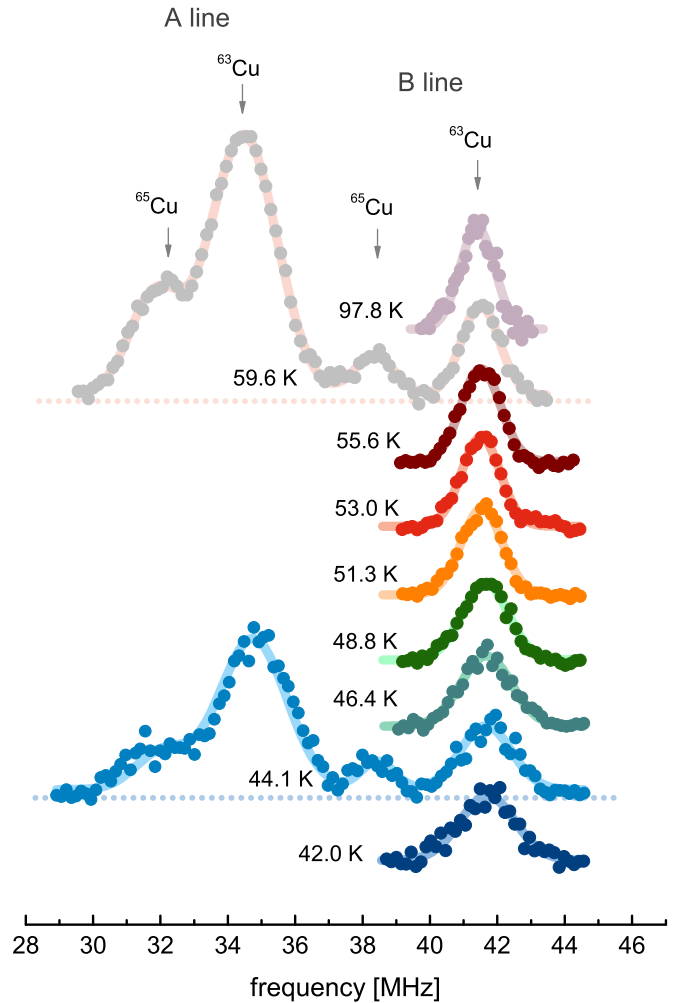 A line
⁶³Cu
B line
⁶³Cu
⁶⁵Cu
⁶⁵Cu
97.8 K
59.6 K
55.6 K
53.0 K
51.3 K
48.8 K
46.4 K
44.1 K
42.0 K
28 30 32 34 36 38 40 42 44 46
frequency [MHz]